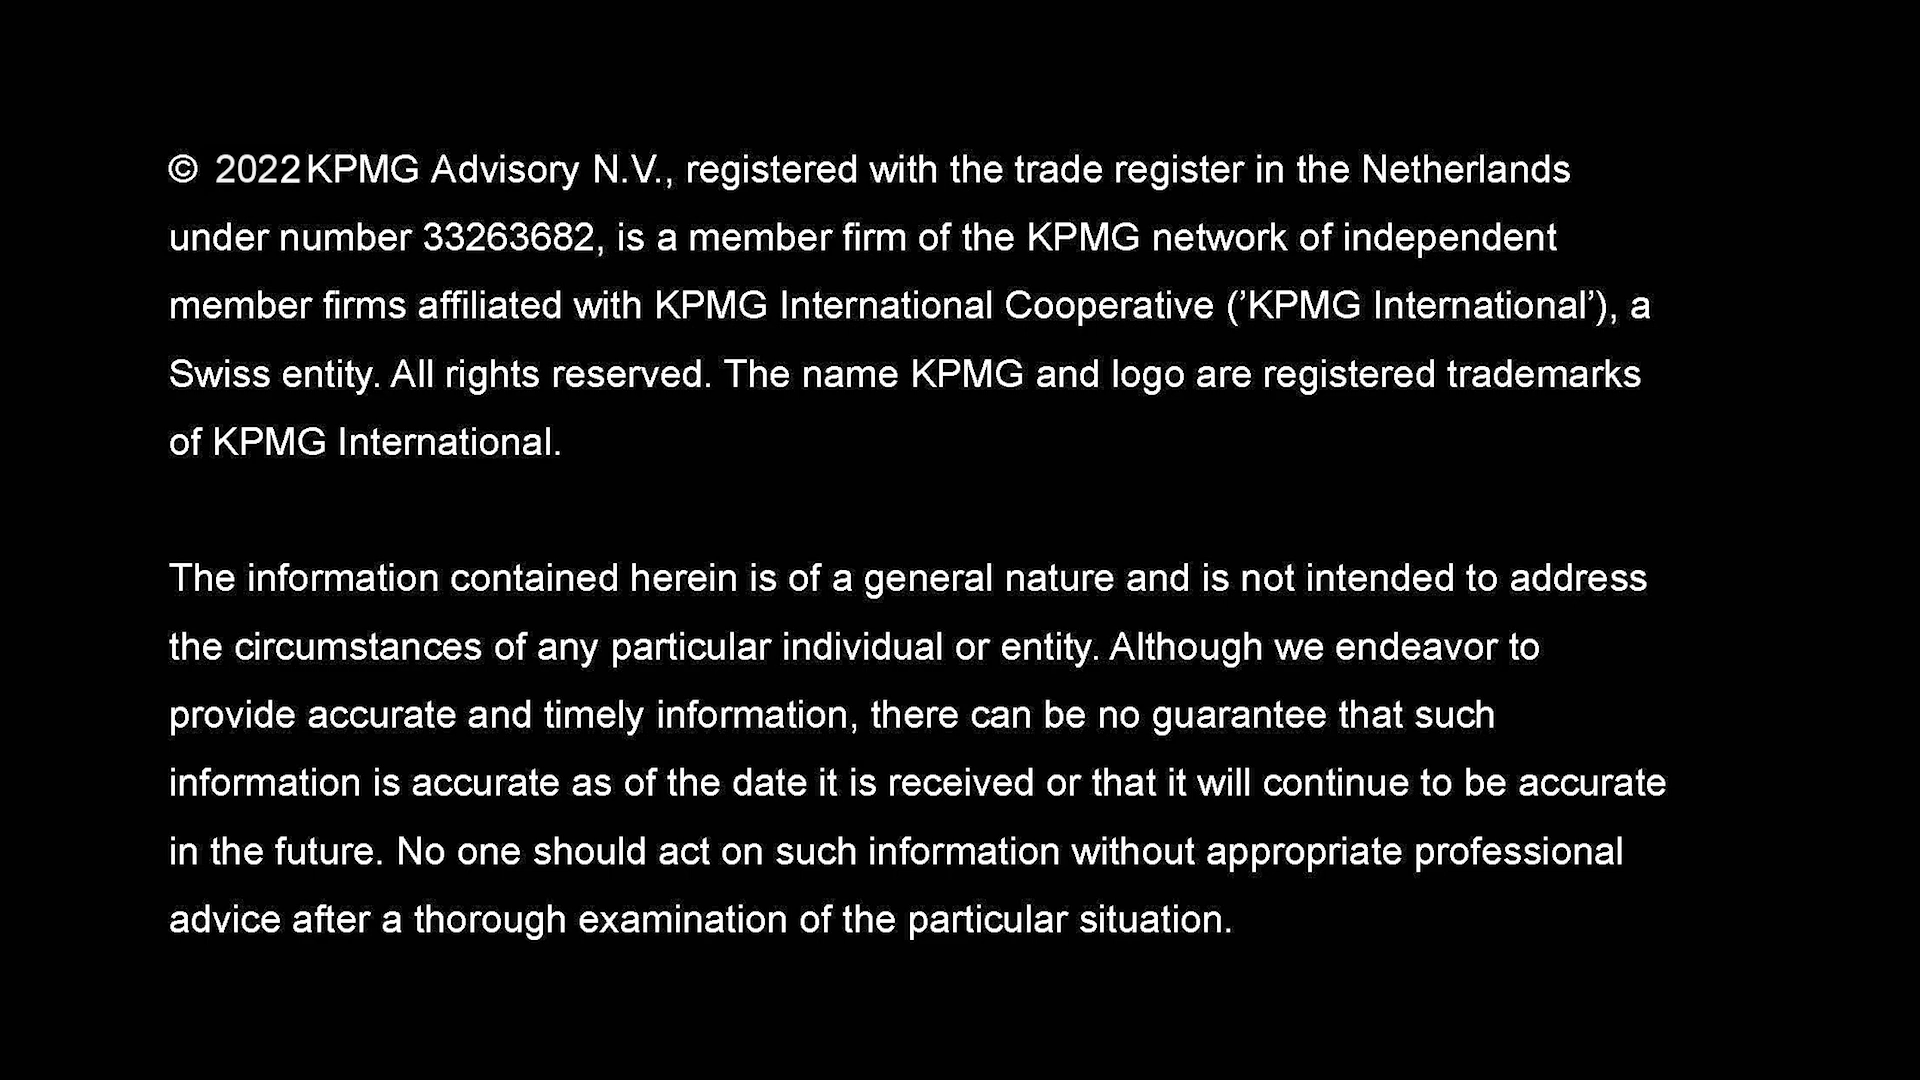 © 2022 KPMG Advisory N.V., registered with the trade register in the Netherlands
under number 33263682, is a member firm of the KPMG network of independent
member firms affiliated with KPMG International Cooperative (’KPMG International’), a
Swiss entity. All rights reserved. The name KPMG and logo are registered trademarks
of KPMG International.
The information contained herein is of a general nature and is not intended to address
the circumstances of any particular individual or entity. Although we endeavor to
provide accurate and timely information, there can be no guarantee that such
information is accurate as of the date it is received or that it will continue to be accurate
in the future. No one should act on such information without appropriate professional
advice after a thorough examination of the particular situation.